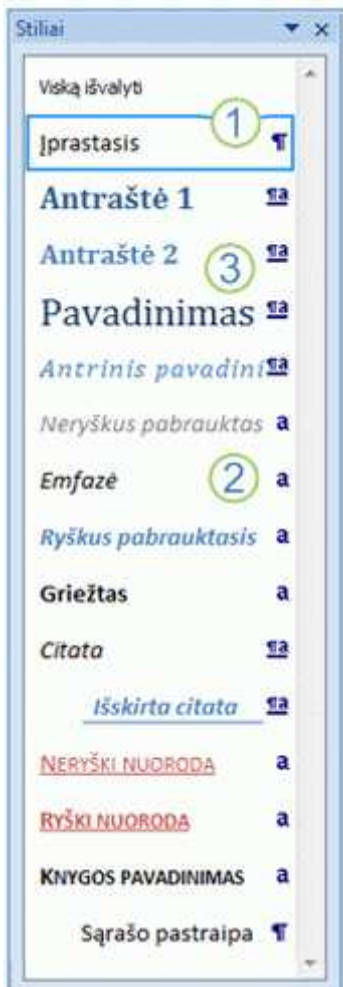 Stiliai
Viską išvalyti
1
Įprastasis ¶
Antraštė 1 ¶a
Antraštė 2 ¶a
3
Pavadinimas ¶a
Antrinis pavadini ¶a
Neryškus pabrauktas a
Emfazė a
2
Ryškus pabrauktasis a
Griežtas a
Citata ¶a
Išskirta citata ¶a
NERYŠKI NUORODA a
RYŠKI NUORODA a
KNYGOS PAVADINIMAS a
Sąrašo pastraipa ¶